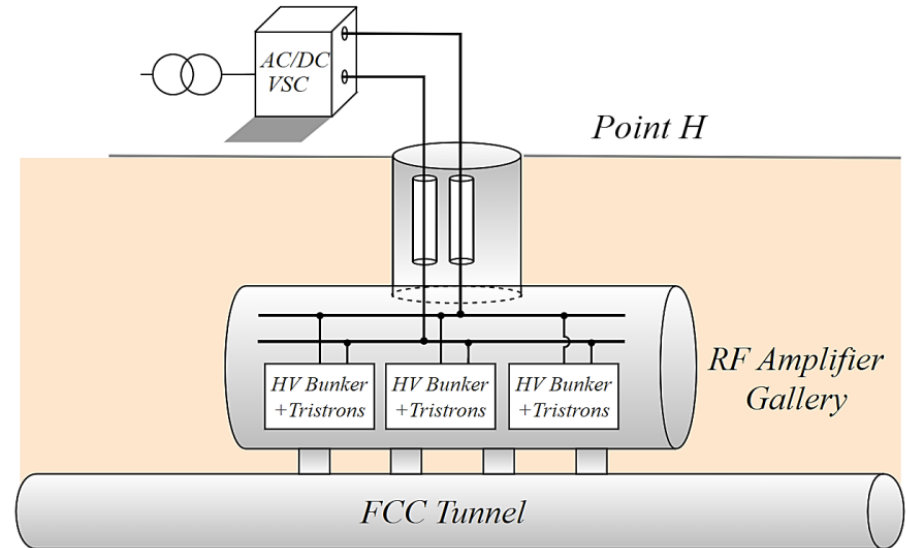 AC/DC
VSC
Point H
RF Amplifier
Gallery
HV Bunker
+Tristrons
HV Bunker
+Tristrons
HV Bunker
+Tristrons
FCC Tunnel